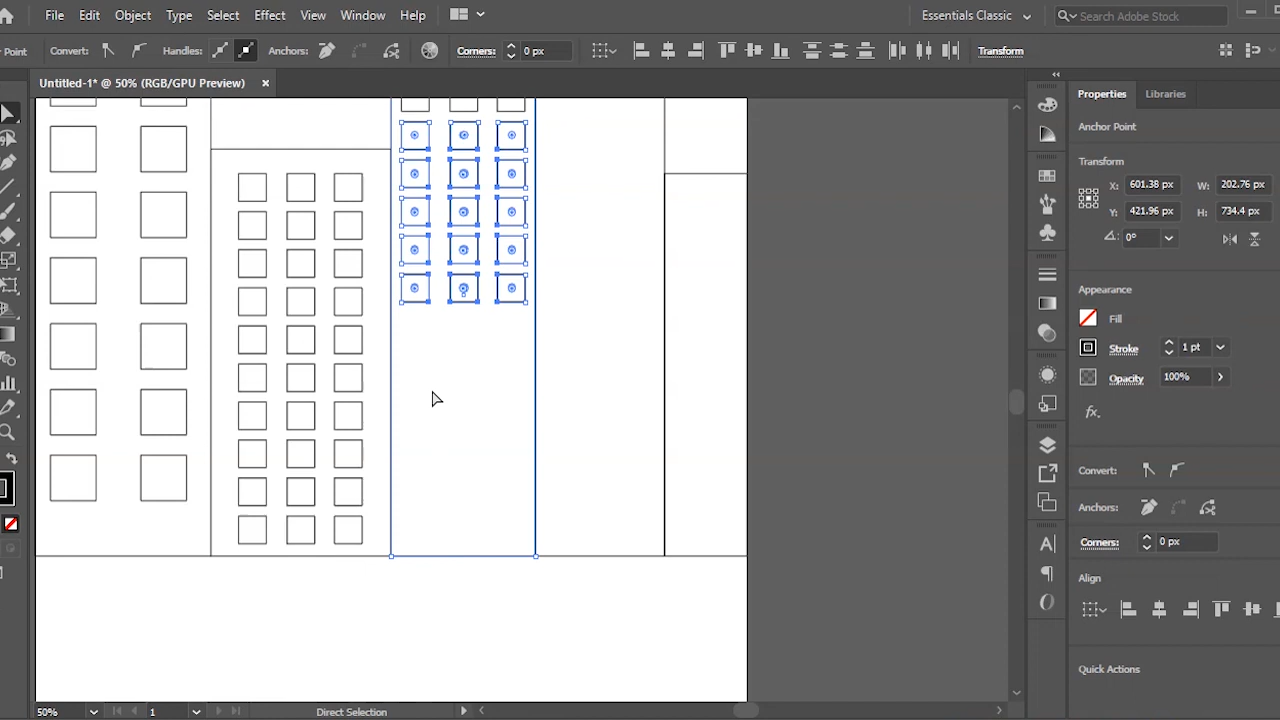 File Edit Object Type Select Effect View Window Help Essentials Classic Search Adobe Stock
Point Convert: Handles: Anchors: Corners: 0 px Transform
Untitled-1* @ 50% (RGB/GPU Preview) ×
Properties Libraries
Anchor Point
Transform
X: 601.38 px W: 202.76 px
Y: 421.96 px H: 734.4 px
0°
Appearance
Fill
Stroke 1 pt
Opacity 100%
fx.
Convert:
Anchors:
Corners: 0 px
Align
Quick Actions
50% 1 Direct Selection